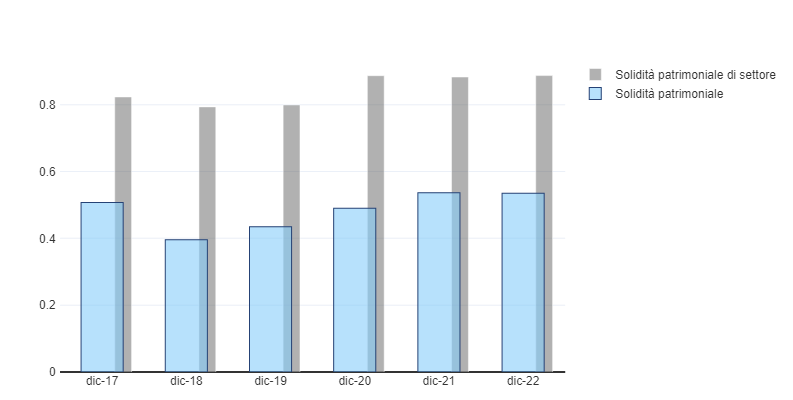 Solidità patrimoniale di settore
Solidità patrimoniale
0.8
0.6
0.4
0.2
0
dic-17 dic-18 dic-19 dic-20 dic-21 dic-22